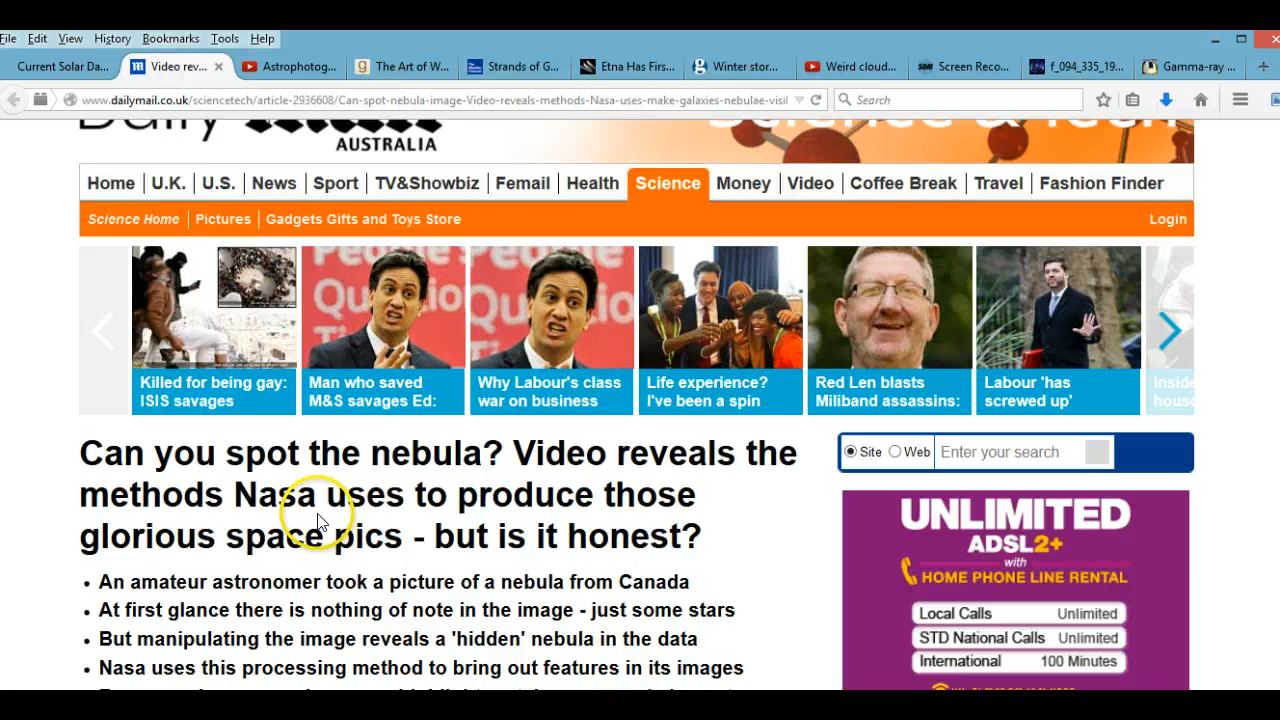 File Edit View History Bookmarks Tools Help
Current Solar Da... Video rev... Astrophotog... The Art of W... Strands of G... Etna Has Firs... Winter stor... Weird cloud... Screen Reco... f_094_335_19... Gamma-ray ...
www.dailymail.co.uk/sciencetech/article-2936608/Can-spot-nebula-image-Video-reveals-methods-Nasa-uses-make-galaxies-nebulae-visil
Search
Daily
Science & Tech
AUSTRALIA
Home U.K. U.S. News Sport TV&Showbiz Femail Health Science Money Video Coffee Break Travel Fashion Finder
Science Home Pictures Gadgets Gifts and Toys Store Login
Killed for being gay:
ISIS savages
Man who saved
M&S savages Ed:
Why Labour's class
war on business
Life experience?
I've been a spin
Red Len blasts
Miliband assassins:
Labour 'has
screwed up'
Inside
hous
Can you spot the nebula? Video reveals the
methods Nasa uses to produce those
glorious space pics - but is it honest?
Site Web Enter your search
• An amateur astronomer took a picture of a nebula from Canada
• At first glance there is nothing of note in the image - just some stars
• But manipulating the image reveals a 'hidden' nebula in the data
• Nasa uses this processing method to bring out features in its images
UNLIMITED
ADSL2+
with
HOME PHONE LINE RENTAL
Local Calls Unlimited
STD National Calls Unlimited
International 100 Minutes